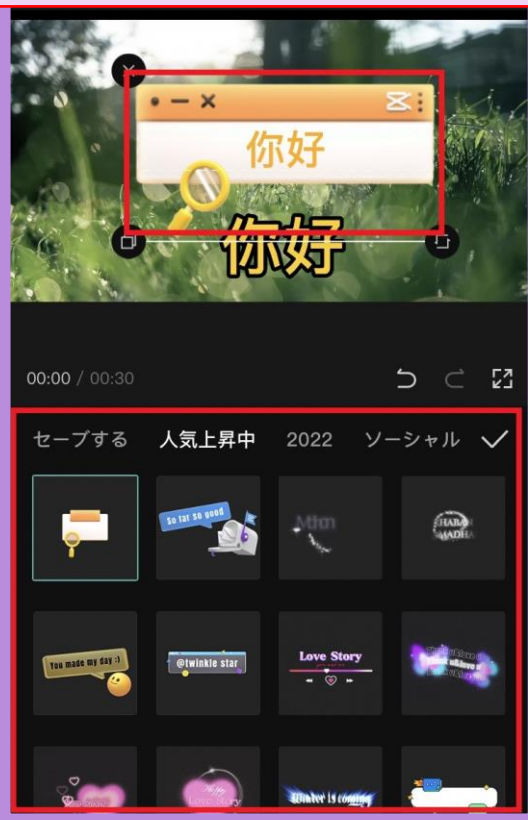 你好
你好
00:00 / 00:30
セーブする 人気上昇中 2022 ソーシャル
So far so good
You made my day :)
@twinkle star
Love Story
Winter is coming